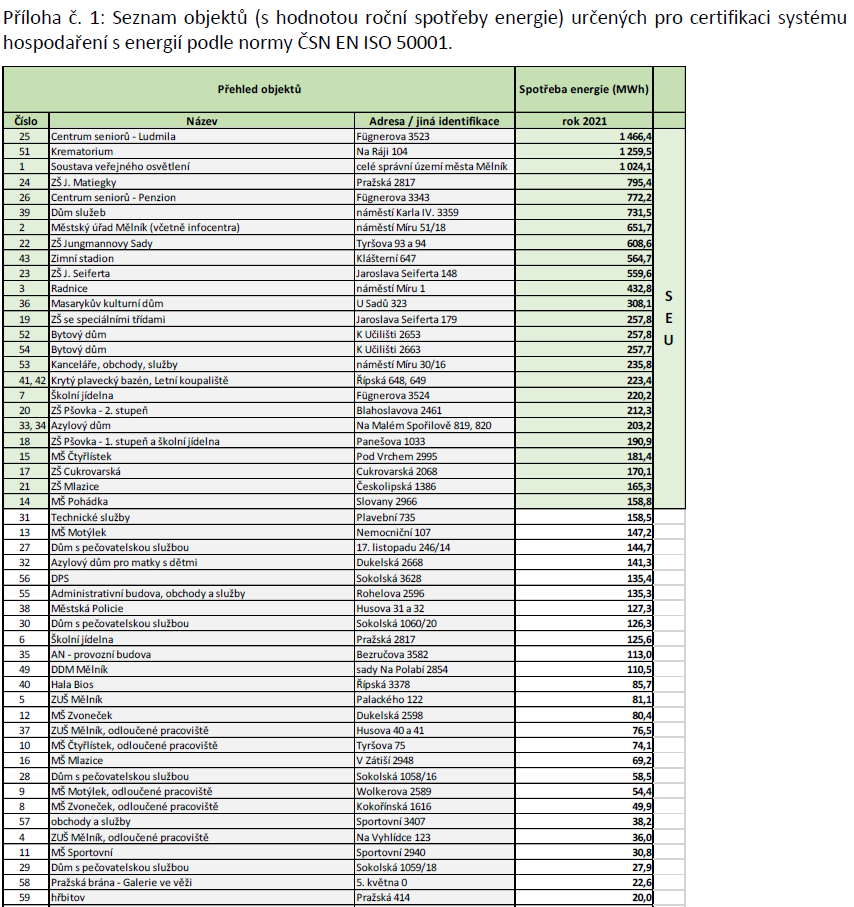 Příloha č. 1: Seznam objektů (s hodnotou roční spotřeby energie) určených pro certifikaci systému
hospodaření s energií podle normy ČSN EN ISO 50001.
Přehled objektů Spotřeba energie (MWh)
Číslo Název Adresa / jiná identifikace rok 2021
25 Centrum seniorů - Ludmila Fügnerova 3523 1 466,4
51 Krematorium Na Ráji 104 1 259,5
1 Soustava veřejného osvětlení celé správní území města Mělník 1 024,1
24 ZŠ J. Matiegky Pražská 2817 795,4
26 Centrum seniorů - Penzion Fügnerova 3343 772,2
39 Dům služeb náměstí Karla IV. 3359 731,5
2 Městský úřad Mělník (včetně infocentra) náměstí Míru 51/18 651,7
22 ZŠ Jungmannovy Sady Tyršova 93 a 94 608,6
43 Zimní stadion Klášterní 647 564,7
23 ZŠ J. Seiferta Jaroslava Seiferta 148 559,6
3 Radnice náměstí Míru 1 432,8
36 Masarykův kulturní dům U Sadů 323 308,1
19 ZŠ se speciálními třídami Jaroslava Seiferta 179 257,8
52 Bytový dům K Učilišti 2653 257,8
54 Bytový dům K Učilišti 2663 257,7
53 Kanceláře, obchody, služby náměstí Míru 30/16 235,8
41, 42 Krytý plavecký bazén, Letní koupaliště Řípská 648, 649 223,4
7 Školní jídelna Fügnerova 3524 220,2
20 ZŠ Pšovka - 2. stupeň Blahoslavova 2461 212,3
33, 34 Azylový dům Na Malém Spořilově 819, 820 203,2
18 ZŠ Pšovka - 1. stupeň a školní jídelna Panešova 1033 190,9
15 MŠ Čtyřlístek Pod Vrchem 2995 181,4
17 ZŠ Cukrovarská Cukrovarská 2068 170,1
21 ZŠ Mlazice Českolipská 1386 165,3
14 MŠ Pohádka Slovany 2966 158,8
S
E
U
31 Technické služby Plavební 735 158,5
13 MŠ Motýlek Nemocniční 107 147,2
27 Dům s pečovatelskou službou 17. listopadu 246/14 144,7
32 Azylový dům pro matky s dětmi Dukelská 2668 141,3
56 DPS Sokolská 3628 135,4
55 Administrativní budova, obchody a služby Rohelova 2596 135,3
38 Městská Policie Husova 31 a 32 127,3
30 Dům s pečovatelskou službou Sokolská 1060/20 126,3
6 Školní jídelna Pražská 2817 125,6
35 AN - provozní budova Bezručova 3582 113,0
49 DDM Mělník sady Na Polabí 2854 110,5
40 Hala Bios Řípská 3378 85,7
5 ZUŠ Mělník Palackého 122 81,1
12 MŠ Zvoneček Dukelská 2598 80,4
37 ZUŠ Mělník, odloučené pracoviště Husova 40 a 41 76,5
10 MŠ Čtyřlístek, odloučené pracoviště Tyršova 75 74,1
16 MŠ Mlazice V Zátiší 2948 69,2
28 Dům s pečovatelskou službou Sokolská 1058/16 58,5
9 MŠ Motýlek, odloučené pracoviště Wolkerova 2589 54,4
8 MŠ Zvoneček, odloučené pracoviště Kokořínská 1616 49,9
57 obchody a služby Sportovní 3407 38,2
4 ZUŠ Mělník, odloučené pracoviště Na Vyhlídce 123 36,0
11 MŠ Sportovní Sportovní 2940 30,8
29 Dům s pečovatelskou službou Sokolská 1059/18 27,9
58 Pražská brána - Galerie ve věži 5. května 0 22,6
59 hřbitov Pražská 414 20,0